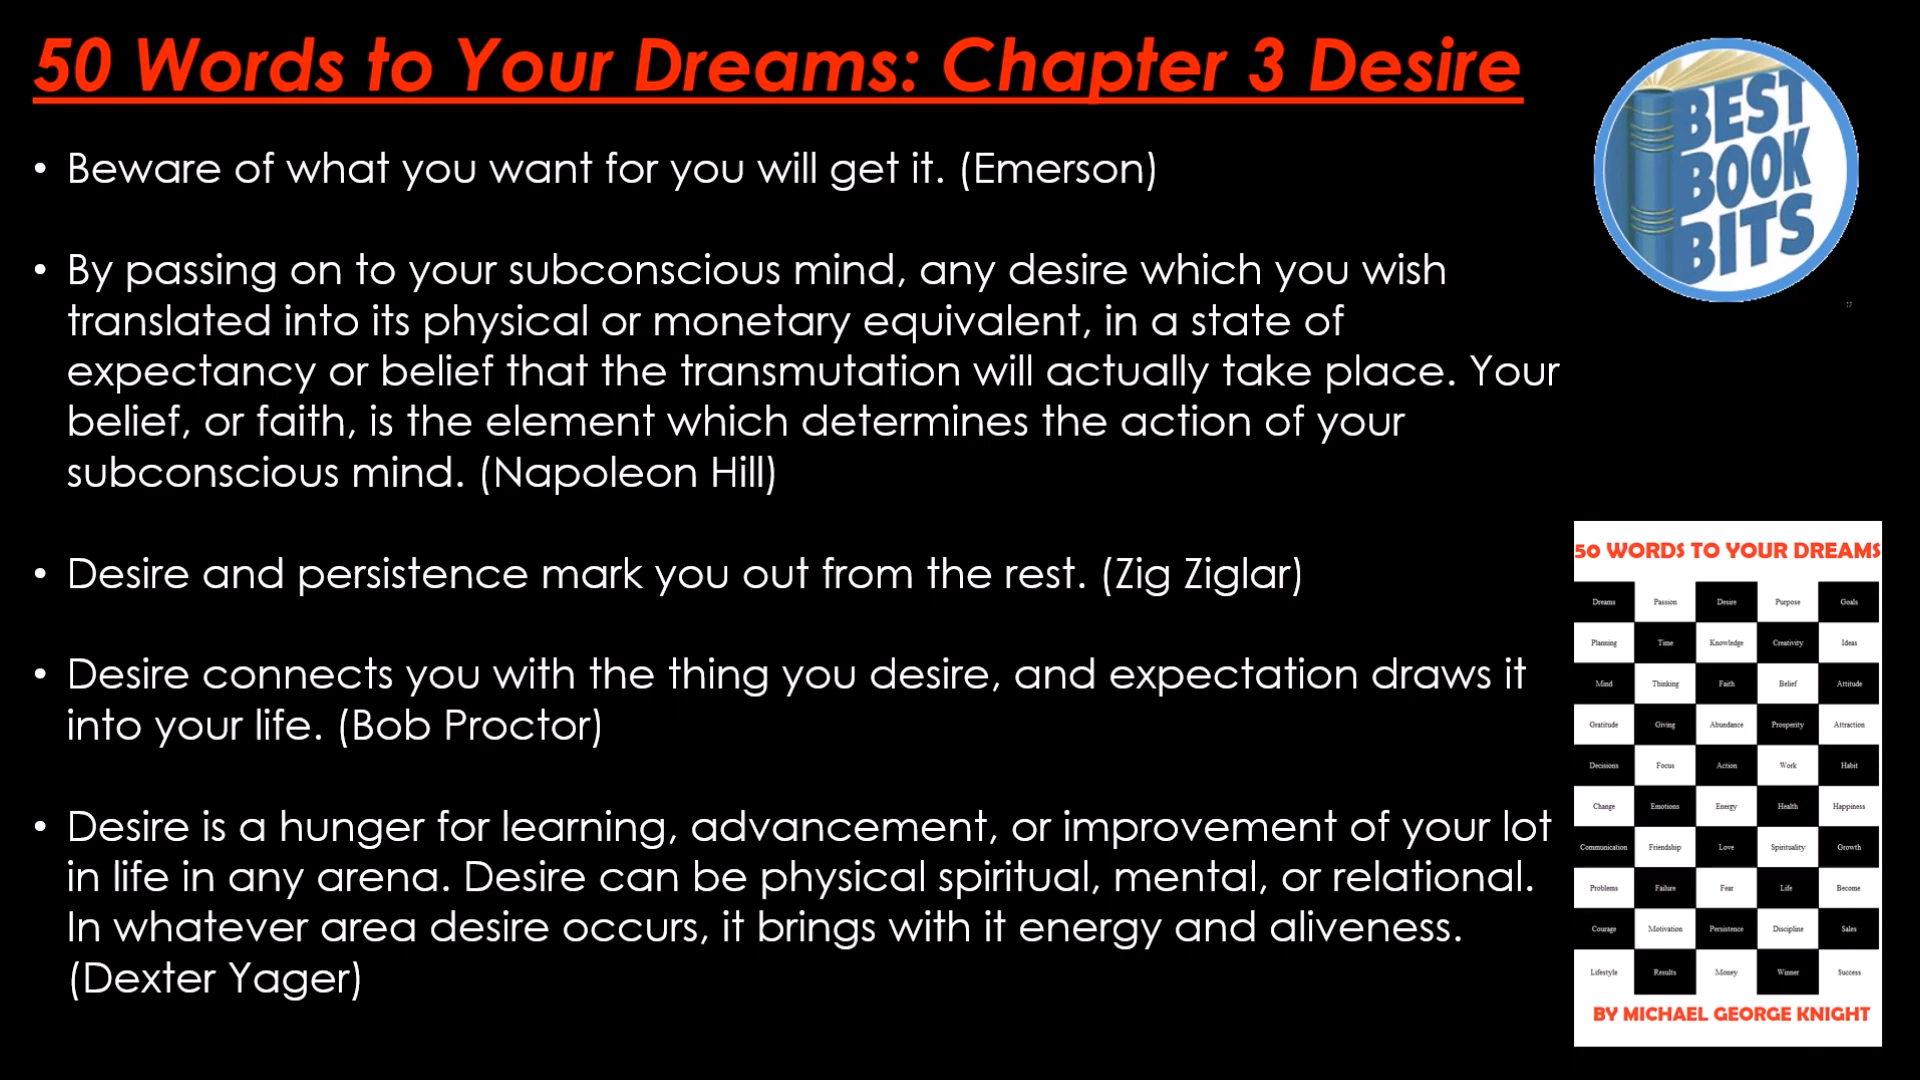 50 Words to Your Dreams: Chapter 3 Desire
BEST
BOOK
BITS
• Beware of what you want for you will get it. (Emerson)
• By passing on to your subconscious mind, any desire which you wish
translated into its physical or monetary equivalent, in a state of
expectancy or belief that the transmutation will actually take place. Your
belief, or faith, is the element which determines the action of your
subconscious mind. (Napoleon Hill)
• Desire and persistence mark you out from the rest. (Zig Ziglar)
• Desire connects you with the thing you desire, and expectation draws it
into your life. (Bob Proctor)
• Desire is a hunger for learning, advancement, or improvement of your lot
in life in any arena. Desire can be physical spiritual, mental, or relational.
In whatever area desire occurs, it brings with it energy and aliveness.
(Dexter Yager)
50 WORDS TO YOUR DREAMS
Dreams Passion Desire Purpose Goals
Planning Time Knowledge Creativity Ideas
Mind Thinking Faith Belief Attitude
Gratitude Giving Abundance Prosperity Attraction
Decisions Focus Action Work Habit
Change Emotions Energy Health Happiness
Communication Friendship Love Spirituality Growth
Problems Failure Fear Life Become
Courage Motivation Persistence Discipline Sales
Lifestyle Results Money Winner Success
BY MICHAEL GEORGE KNIGHT